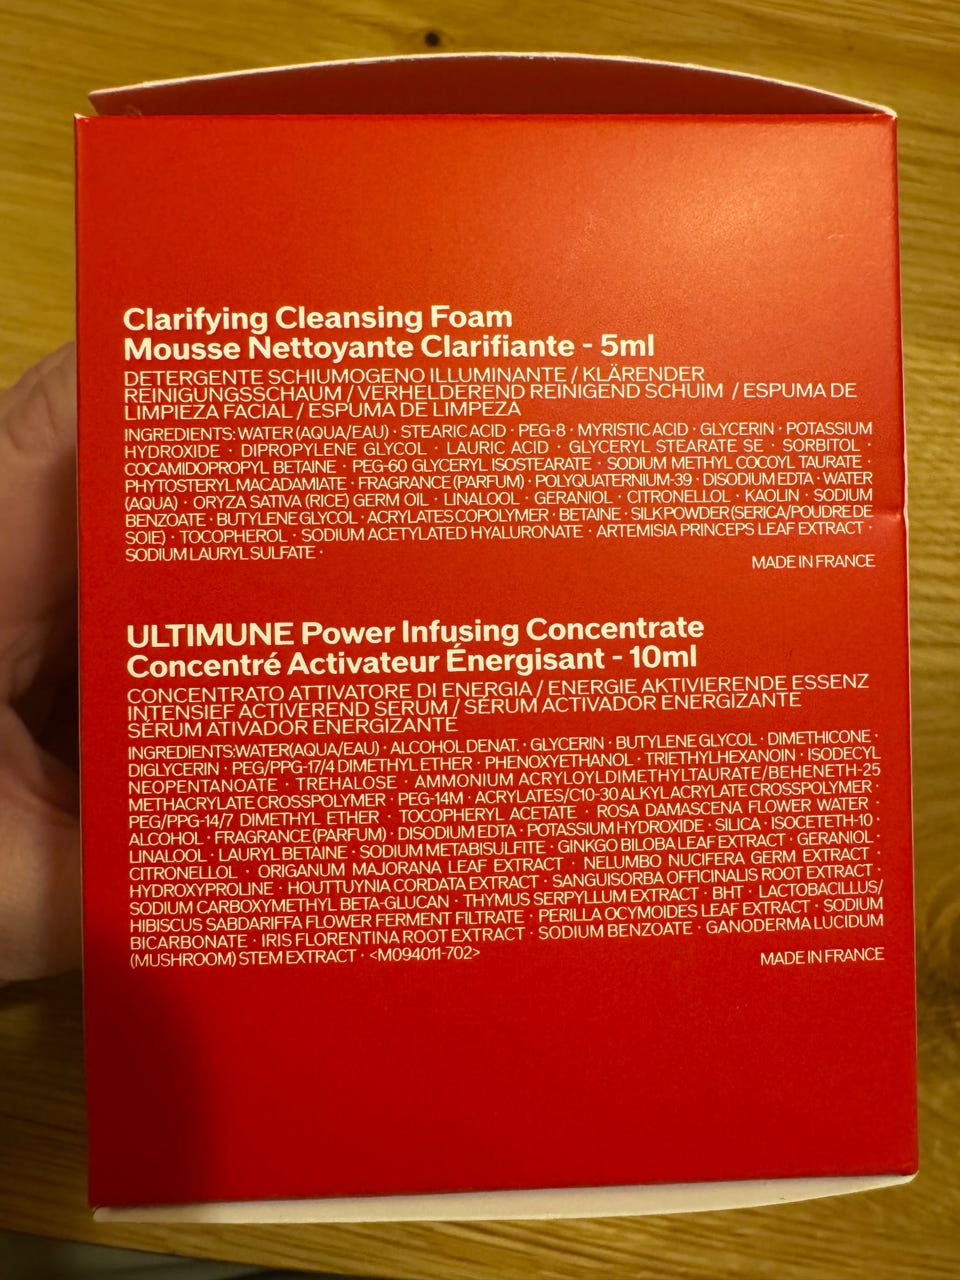 Clarifying Cleansing Foam
Mousse Nettoyante Clarifiante - 5ml
DETERGENTE SCHIUMOGENO ILLUMINANTE / KLÄRENDER
REINIGUNGSSCHAUM / VERHELDEREND REINIGEND SCHUIM / ESPUMA DE
LIMPIEZA FACIAL / ESPUMA DE LIMPEZA
INGREDIENTS: WATER (AQUA/EAU) · STEARIC ACID · PEG-8 · MYRISTIC ACID · GLYCERIN · POTASSIUM
HYDROXIDE · DIPROPYLENE GLYCOL · LAURIC ACID · GLYCERYL STEARATE SE · SORBITOL ·
COCAMIDOPROPYL BETAINE · PEG-60 GLYCERYL ISOSTEARATE · SODIUM METHYL COCOYL TAURATE ·
PHYTOSTERYL MACADAMIATE · FRAGRANCE (PARFUM) · POLYQUATERNIUM-39 · DISODIUM EDTA · WATER
(AQUA) · ORYZA SATIVA (RICE) GERM OIL · LINALOOL · GERANIOL · CITRONELLOL · KAOLIN · SODIUM
BENZOATE · BUTYLENE GLYCOL · ACRYLATES COPOLYMER · BETAINE · SILK POWDER (SERICA/POUDRE DE
SOIE) · TOCOPHEROL · SODIUM ACETYLATED HYALURONATE · ARTEMISIA PRINCEPS LEAF EXTRACT ·
SODIUM LAURYL SULFATE ·
MADE IN FRANCE
ULTIMUNE Power Infusing Concentrate
Concentré Activateur Énergisant - 10ml
CONCENTRATO ATTIVATORE DI ENERGIA / ENERGIE AKTIVIERENDE ESSENZ
INTENSIEF ACTIVEREND SERUM / SÉRUM ACTIVADOR ENERGIZANTE
SÉRUM ATIVADOR ENERGIZANTE
INGREDIENTS: WATER (AQUA/EAU) · ALCOHOL DENAT. · GLYCERIN · BUTYLENE GLYCOL · DIMETHICONE ·
DIGLYCERIN · PEG/PPG-17/4 DIMETHYL ETHER · PHENOXYETHANOL · TRIETHYLHEXANOIN · ISODECYL
NEOPENTANOATE · TREHALOSE · AMMONIUM ACRYLOYLDIMETHYLTAURATE/BEHENETH-25
METHACRYLATE CROSSPOLYMER · PEG-14M · ACRYLATES/C10-30 ALKYL ACRYLATE CROSSPOLYMER ·
PEG/PPG-14/7 DIMETHYL ETHER · TOCOPHERYL ACETATE · ROSA DAMASCENA FLOWER WATER ·
ALCOHOL · FRAGRANCE (PARFUM) · DISODIUM EDTA · POTASSIUM HYDROXIDE · SILICA · ISOCETETH-10 ·
LINALOOL · LAURYL BETAINE · SODIUM METABISULFITE · GINKGO BILOBA LEAF EXTRACT · GERANIOL ·
CITRONELLOL · ORIGANUM MAJORANA LEAF EXTRACT · NELUMBO NUCIFERA GERM EXTRACT ·
HYDROXYPROLINE · HOUTTUYNIA CORDATA EXTRACT · SANGUISORBA OFFICINALIS ROOT EXTRACT ·
SODIUM CARBOXYMETHYL BETA-GLUCAN · THYMUS SERPYLLUM EXTRACT · BHT · LACTOBACILLUS/
HIBISCUS SABDARIFFA FLOWER FERMENT FILTRATE · PERILLA OCYMOIDES LEAF EXTRACT · SODIUM
BICARBONATE · IRIS FLORENTINA ROOT EXTRACT · SODIUM BENZOATE · GANODERMA LUCIDUM
(MUSHROOM) STEM EXTRACT · <M094011-702>
MADE IN FRANCE